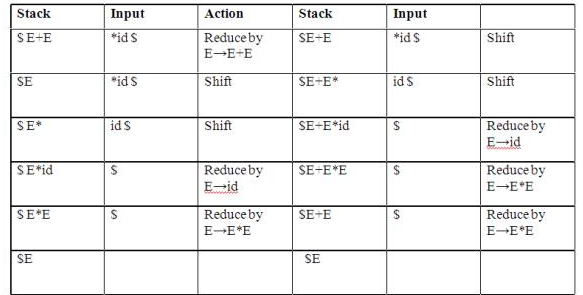 Stack Input Action Stack Input
$ E+E *id $ Reduce by $E+E *id $ Shift
E→E+E
$E *id $ Shift $E+E* id $ Shift
$ E* id $ Shift $E+E*id $ Reduce by
E→id
$ E*id $ Reduce by $E+E*E $ Reduce by
E→id E→E*E
$ E*E $ Reduce by $E+E $ Reduce by
E→E*E E→E*E
$E $E